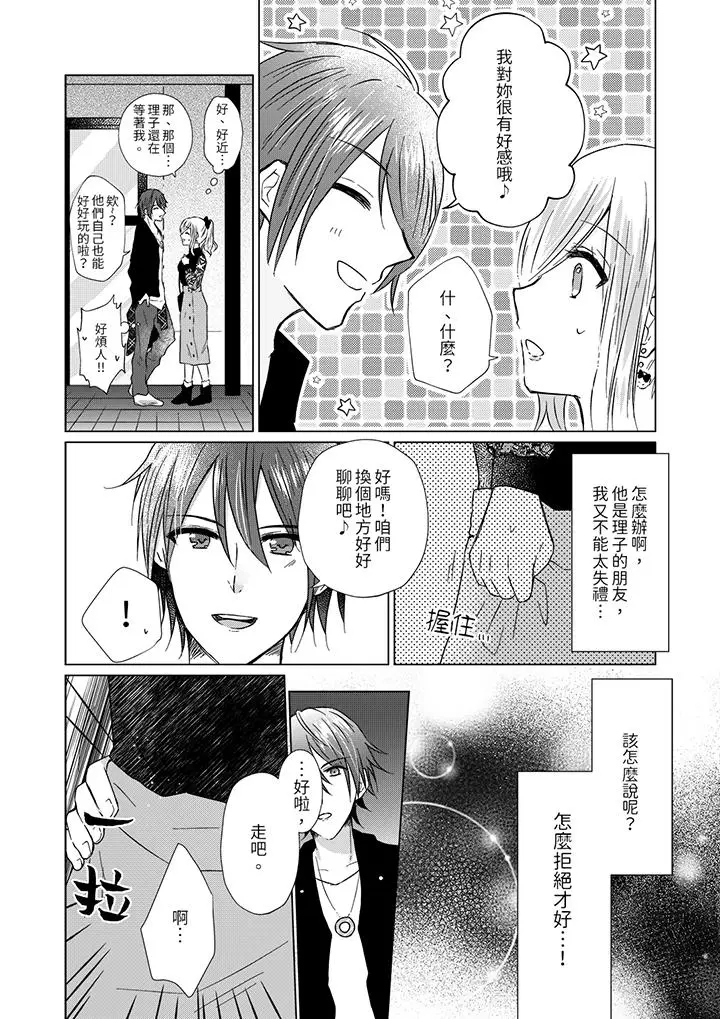 我對妳很有好感哦♪
什、什麼？
好、好近…
那、那個…
理子還在
等著我。
欸~？
他們自己也能
好好玩的啦？
好煩人!!
怎麼辦啊，
他是理子的朋友，
我又不能太失禮…
握住…
好嗎！咱們
換個地方好好
聊聊吧♪
！
該怎麼說呢？
怎麼拒絕才好…！
…好啦，
走吧。
一拉
啊…